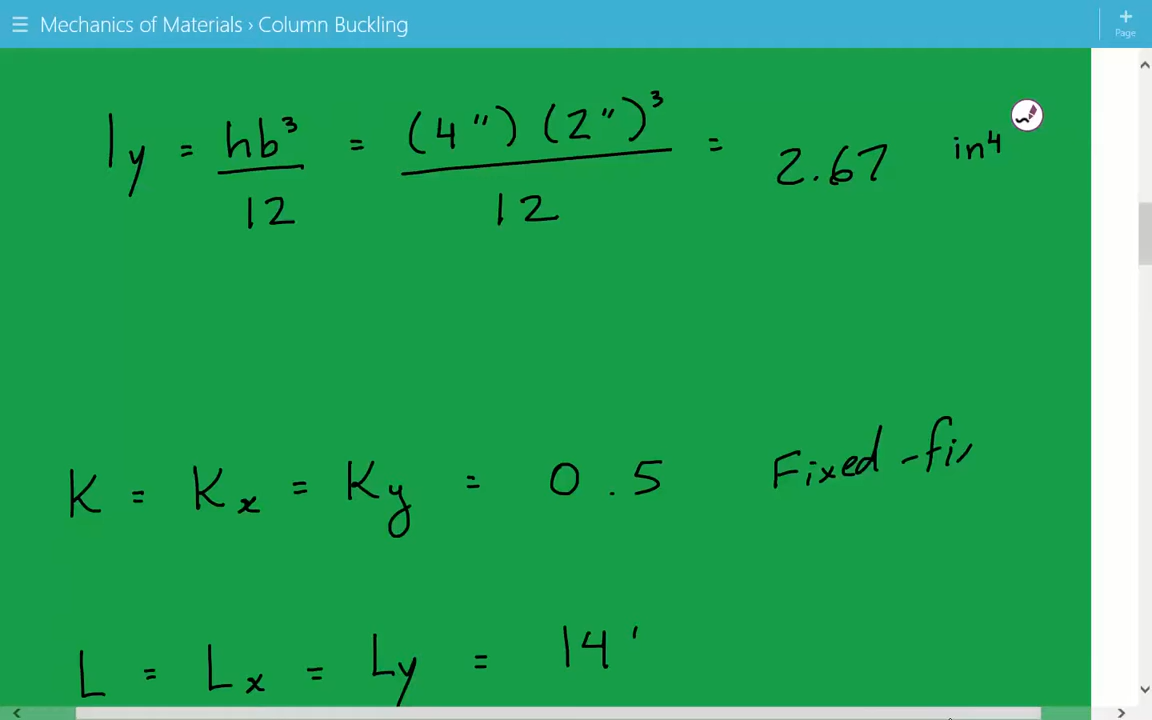 Mechanics of Materials › Column Buckling
Page
Iy = hb³/12 = (4")(2")³/12 = 2.67 in⁴
K = Kx = Ky = 0.5 Fixed-fix
L = Lx = Ly = 14'